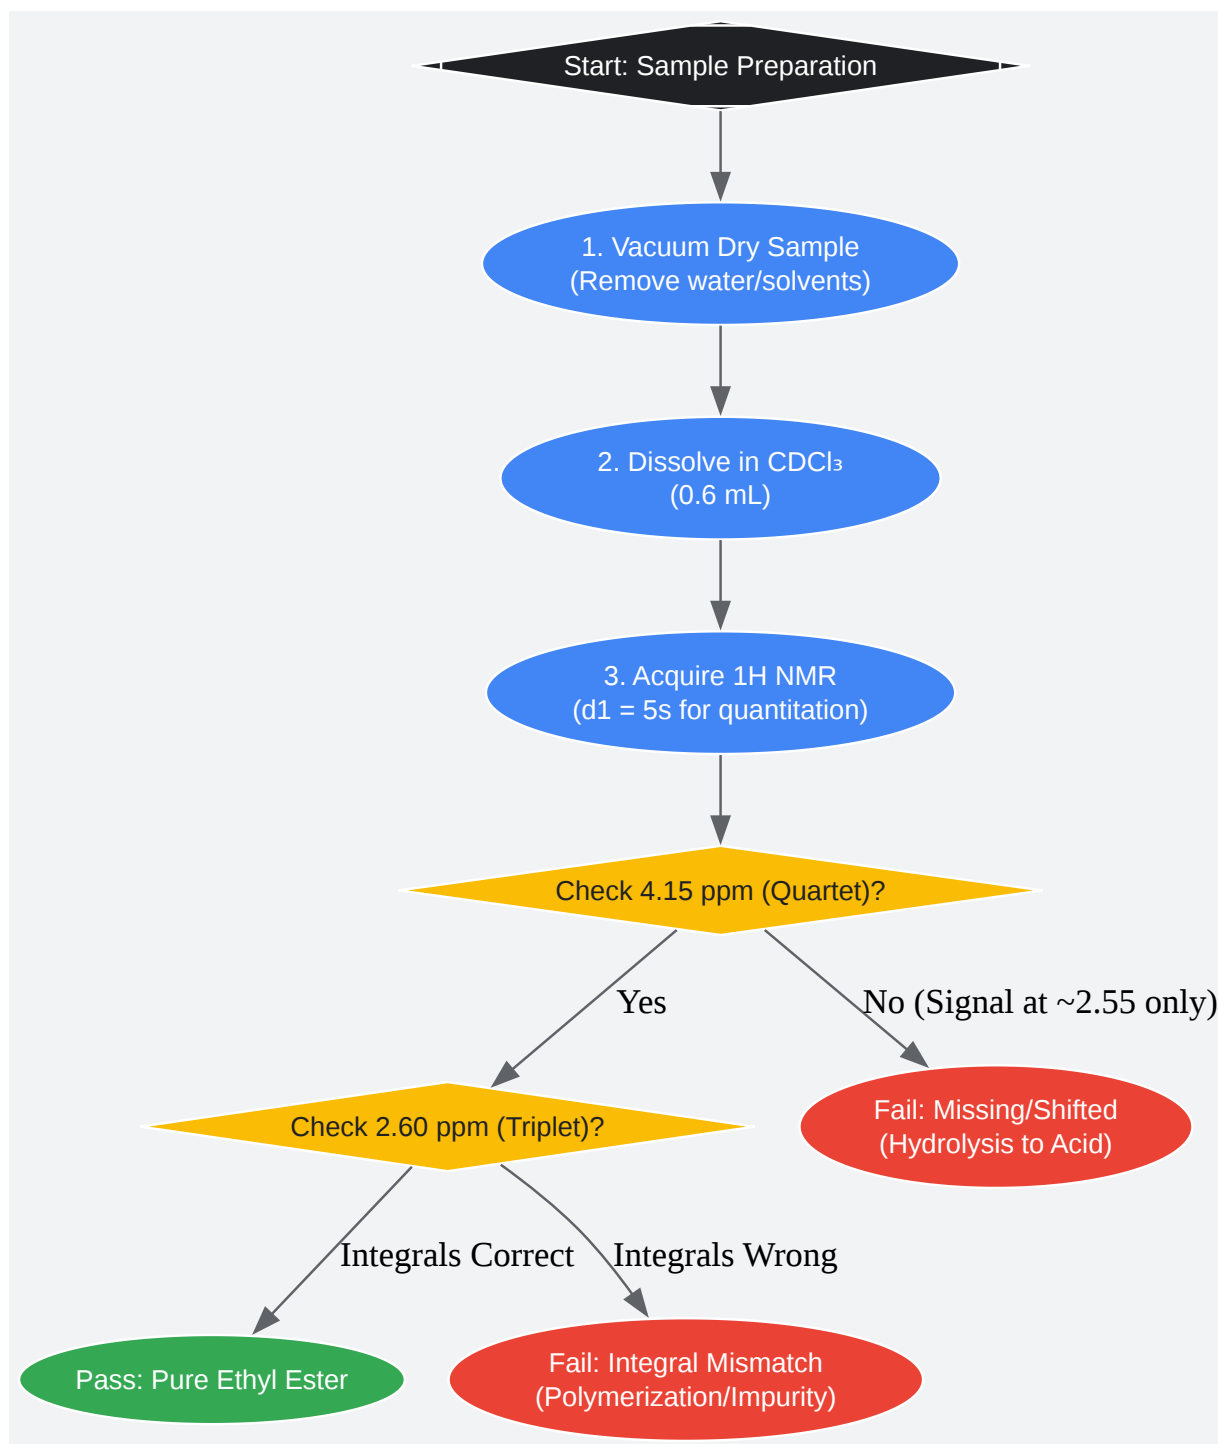 Start: Sample Preparation
1. Vacuum Dry Sample
(Remove water/solvents)
2. Dissolve in CDCl₃
(0.6 mL)
3. Acquire 1H NMR
(d1 = 5s for quantitation)
Check 4.15 ppm (Quartet)?
Yes
No (Signal at ~2.55 only)
Check 2.60 ppm (Triplet)?
Fail: Missing/Shifted
(Hydrolysis to Acid)
Integrals Correct
Integrals Wrong
Pass: Pure Ethyl Ester
Fail: Integral Mismatch
(Polymerization/Impurity)